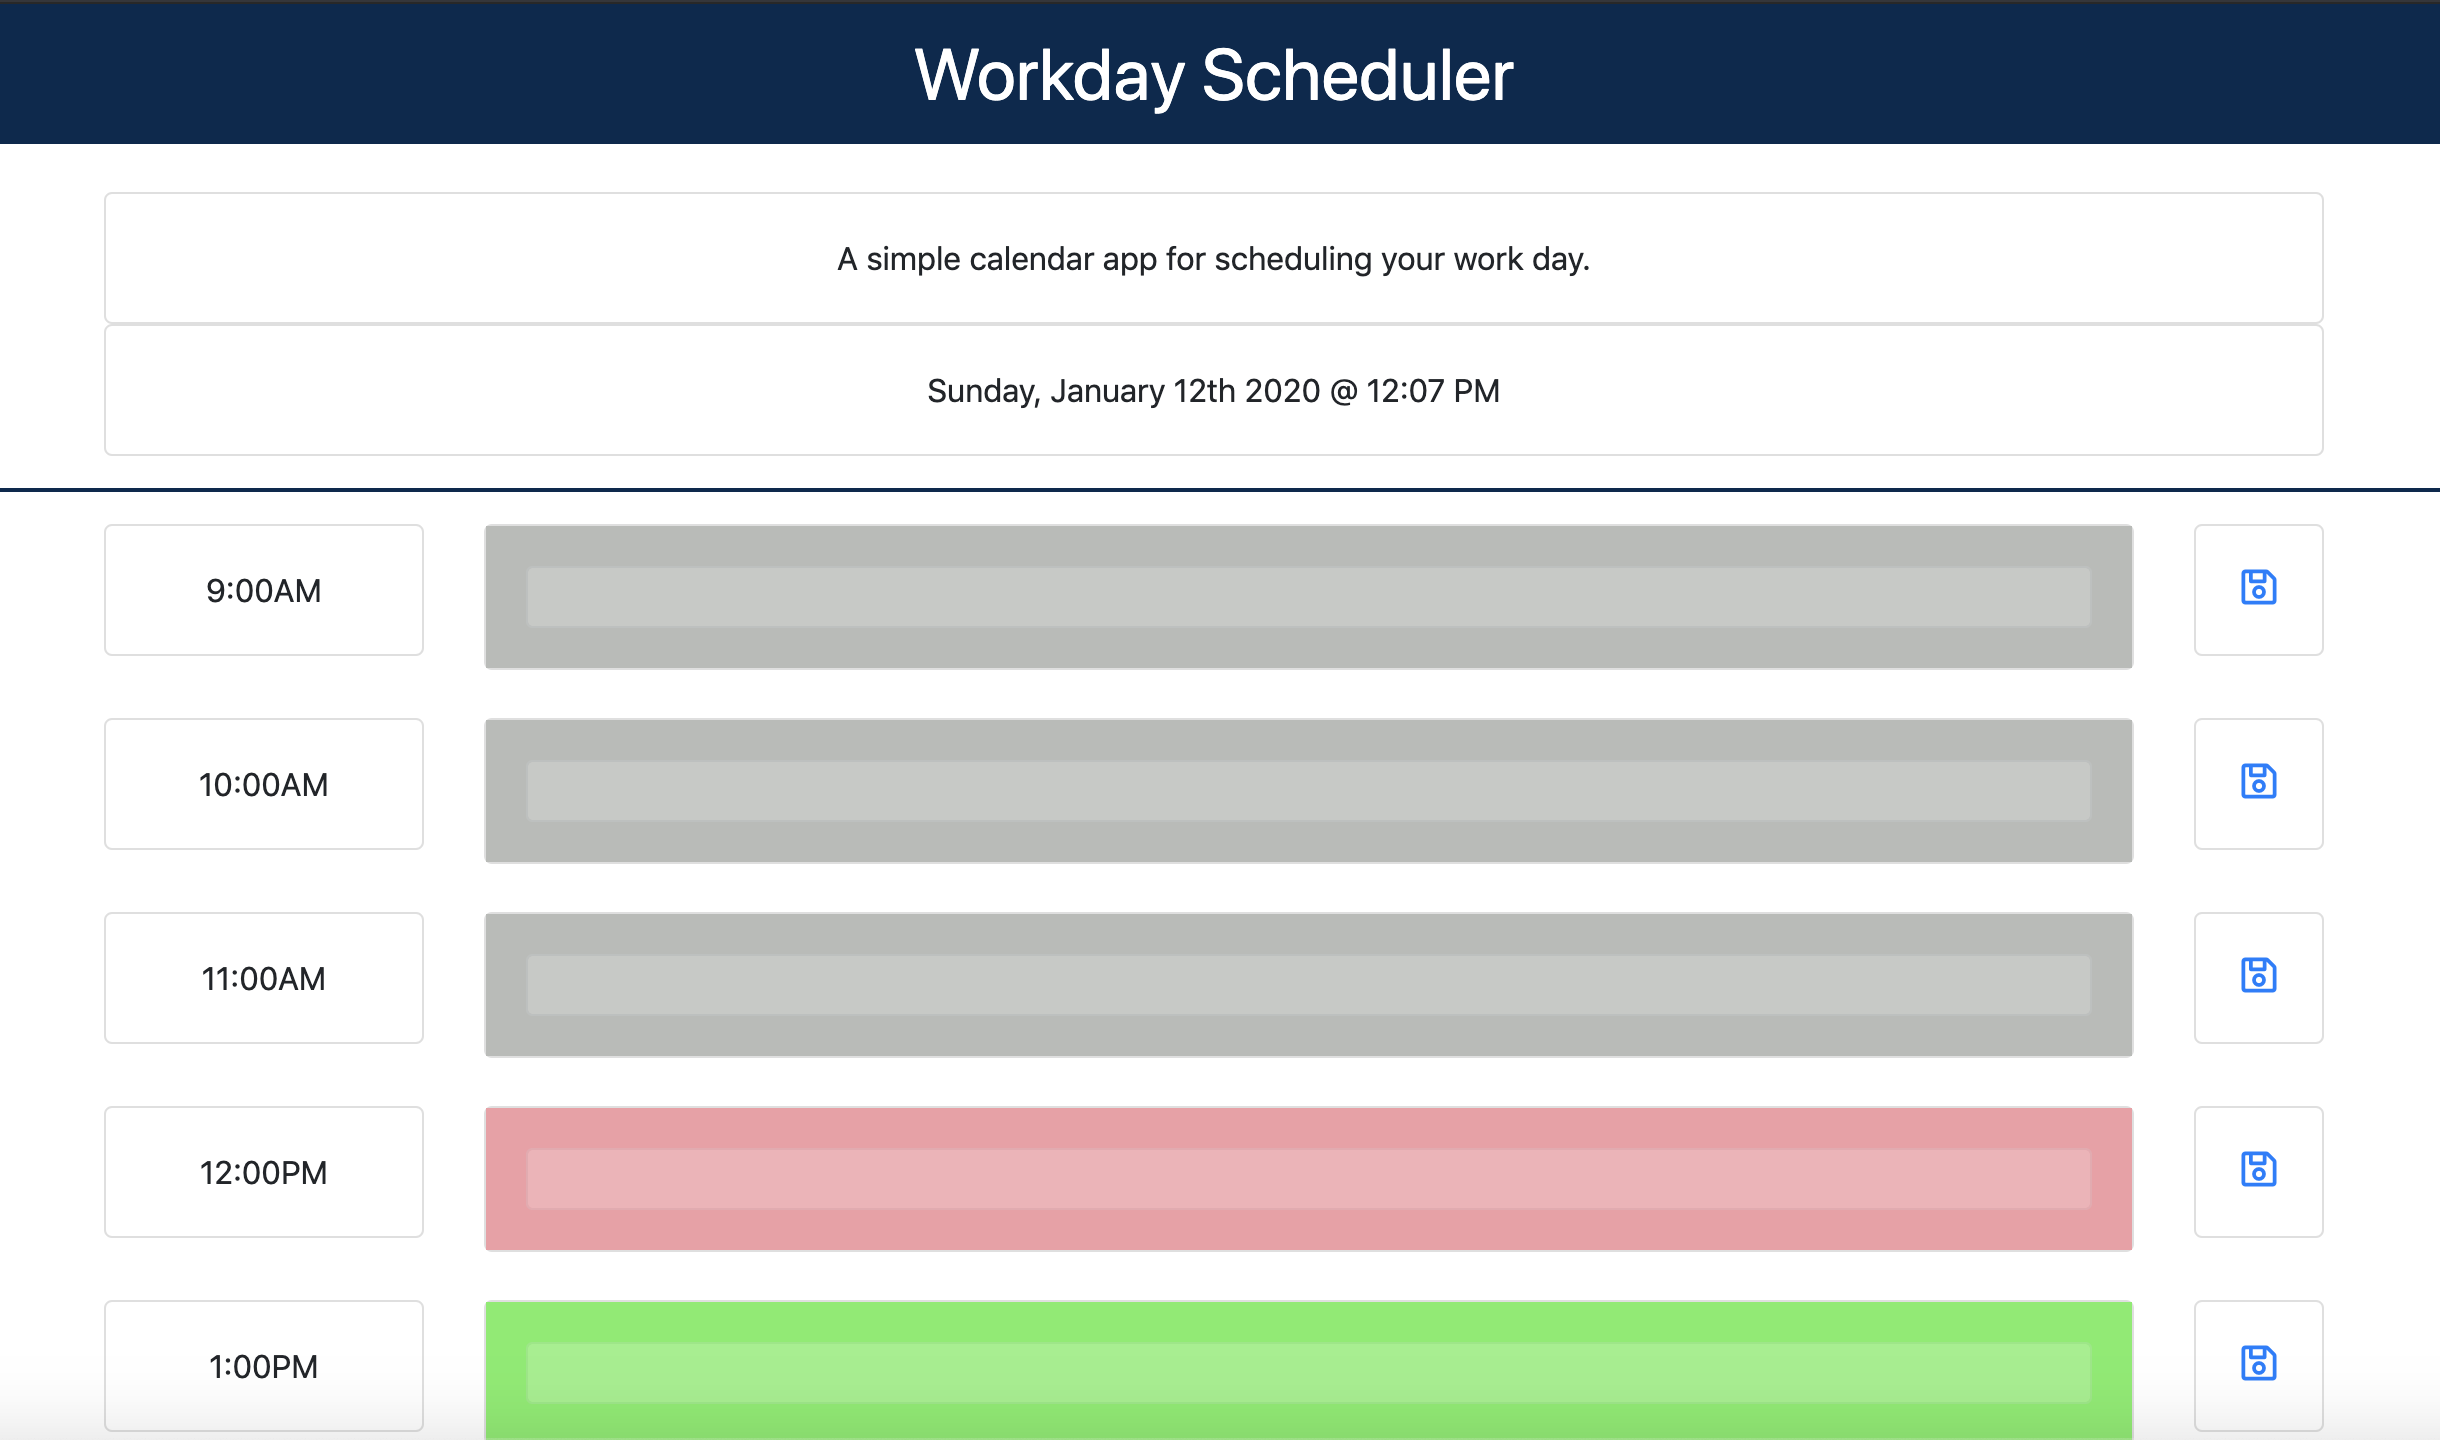 Workday Scheduler
A simple calendar app for scheduling your work day.
Sunday, January 12th 2020 @ 12:07 PM
9:00AM
10:00AM
11:00AM
12:00PM
1:00PM